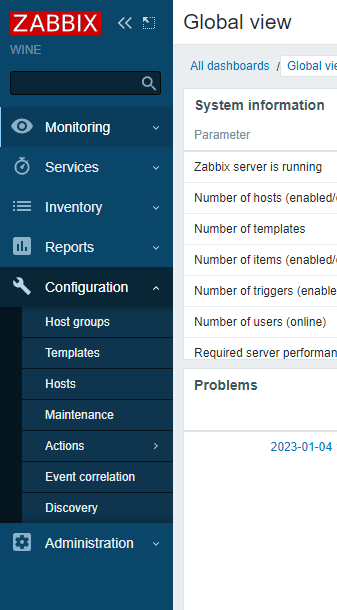 ZABBIX
WINE
Monitoring
Services
Inventory
Reports
Configuration
Host groups
Templates
Hosts
Maintenance
Actions
Event correlation
Discovery
Administration
Global view
All dashboards / Global vie
System information
Parameter
Zabbix server is running
Number of hosts (enabled/
Number of templates
Number of items (enabled/
Number of triggers (enable
Number of users (online)
Required server performan
Problems
2023-01-04